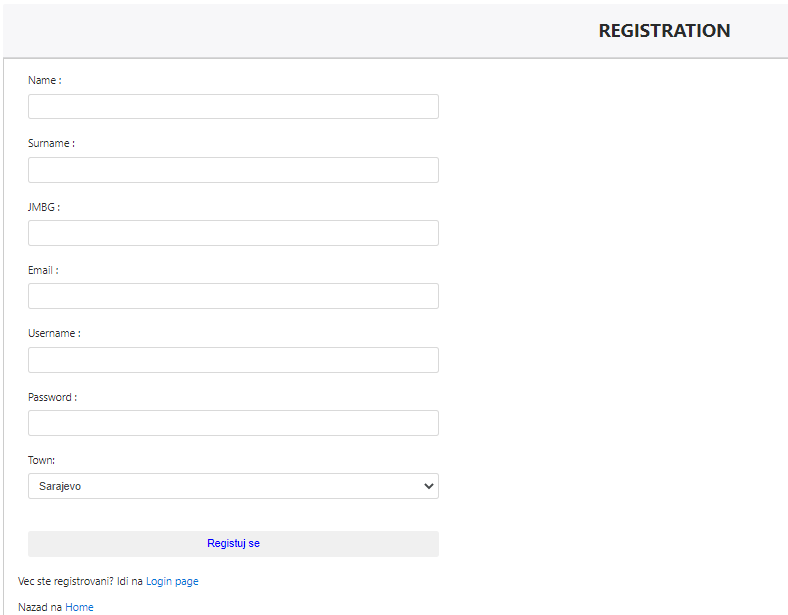 REGISTRATION
Name :
Surname :
JMBG :
Email :
Username :
Password :
Town:
Sarajevo
Registuj se
Vec ste registrovani? Idi na Login page
Nazad na Home